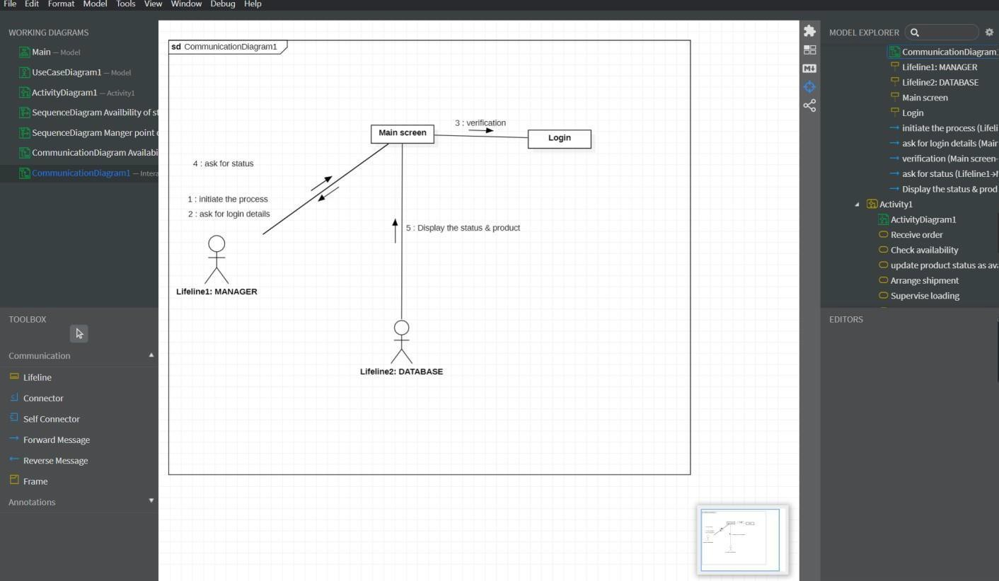 File Edit Format Model Tools View Window Debug Help
WORKING DIAGRAMS
Main — Model
UseCaseDiagram1 — Model
ActivityDiagram1 — Activity1
SequenceDiagram Availbility of st
SequenceDiagram Manger point o
CommunicationDiagram Availabi
CommunicationDiagram1 — Intera
TOOLBOX
Communication
Lifeline
Connector
Self Connector
Forward Message
Reverse Message
Frame
Annotations
sd CommunicationDiagram1
3 : verification
Main screen
Login
4 : ask for status
1 : initiate the process
2 : ask for login details
5 : Display the status & product
Lifeline1: MANAGER
Lifeline2: DATABASE
M
MODEL EXPLORER
CommunicationDiagram
Lifeline1: MANAGER
Lifeline2: DATABASE
Main screen
Login
initiate the process (Lifeli
ask for login details (Mair
verification (Main screen-
ask for status (Lifeline1→
Display the status & prod
Activity1
ActivityDiagram1
Receive order
Check availability
update product status as ava
Arrange shipment
Supervise loading
EDITORS